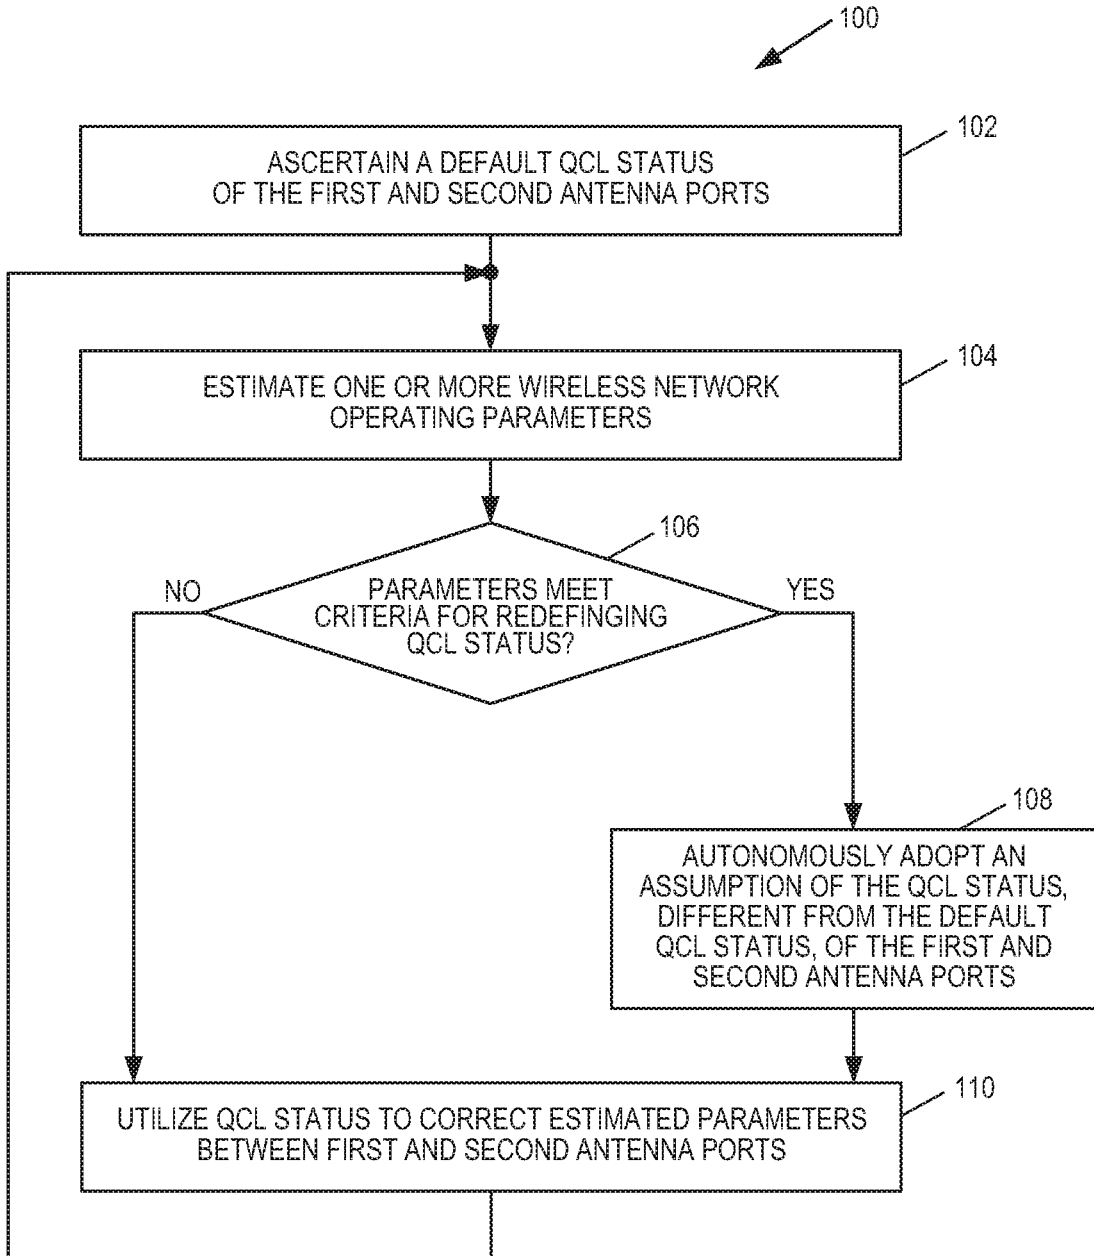 100
102
ASCERTAIN A DEFAULT QCL STATUS
OF THE FIRST AND SECOND ANTENNA PORTS
104
ESTIMATE ONE OR MORE WIRELESS NETWORK
OPERATING PARAMETERS
106
NO
YES
PARAMETERS MEET
CRITERIA FOR REDEFINGING
QCL STATUS?
108
AUTONOMOUSLY ADOPT AN
ASSUMPTION OF THE QCL STATUS,
DIFFERENT FROM THE DEFAULT
QCL STATUS, OF THE FIRST AND
SECOND ANTENNA PORTS
110
UTILIZE QCL STATUS TO CORRECT ESTIMATED PARAMETERS
BETWEEN FIRST AND SECOND ANTENNA PORTS